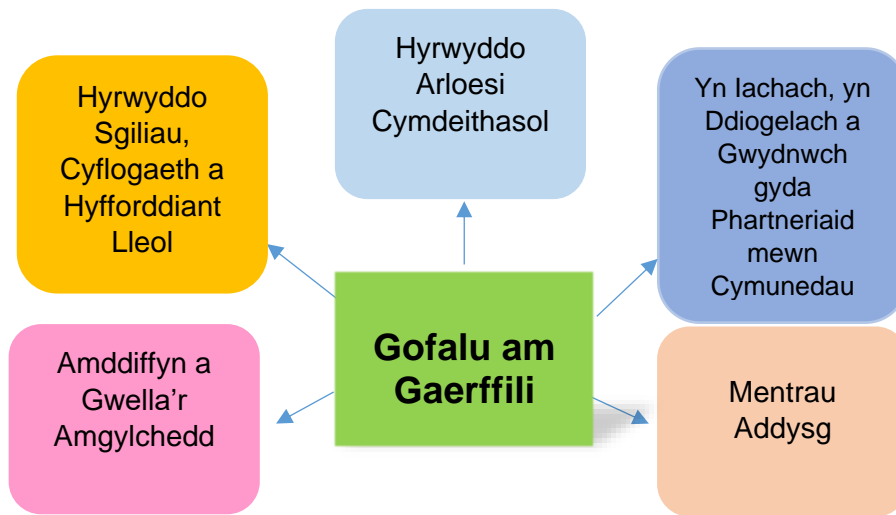 Hyrwyddo
Sgiliau,
Cyflogaeth a
Hyfforddiant
Lleol
Hyrwyddo
Arloesi
Cymdeithasol
Yn Iachach, yn
Ddiogelach a
Gwydnwch
gyda
Phartneriaid
mewn
Cymunedau
Amddiffyn a
Gwella’r
Amgylchedd
Gofalu am
Gaerffili
Mentrau
Addysg